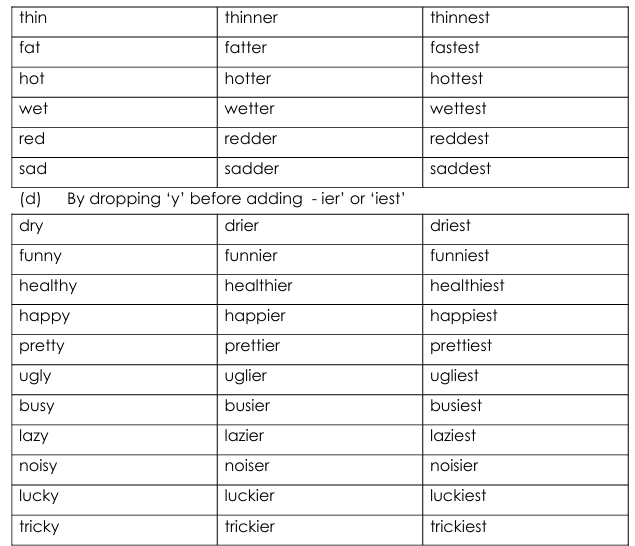 thin thinner thinnest
fat fatter fastest
hot hotter hottest
wet wetter wettest
red redder reddest
sad sadder saddest
(d) By dropping ‘y’ before adding - ier’ or ‘iest’
dry drier driest
funny funnier funniest
healthy healthier healthiest
happy happier happiest
pretty prettier prettiest
ugly uglier ugliest
busy busier busiest
lazy lazier laziest
noisy noiser noisier
lucky luckier luckiest
tricky trickier trickiest